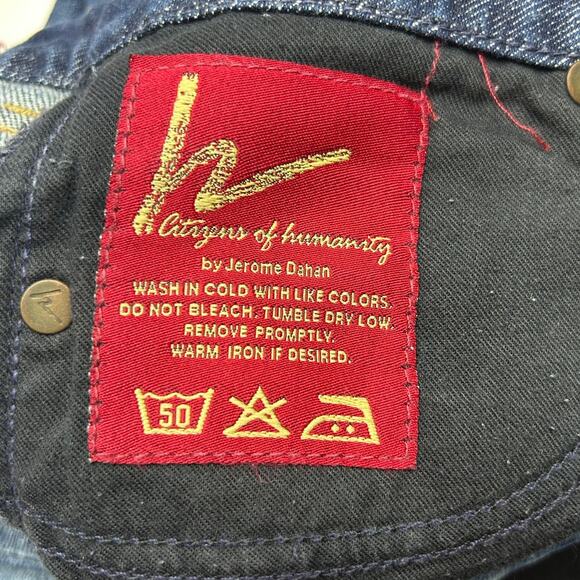 h
Citizens of humanity
by Jerome Dahan
WASH IN COLD WITH LIKE COLORS.
DO NOT BLEACH. TUMBLE DRY LOW.
REMOVE PROMPTLY.
WARM IRON IF DESIRED.
50